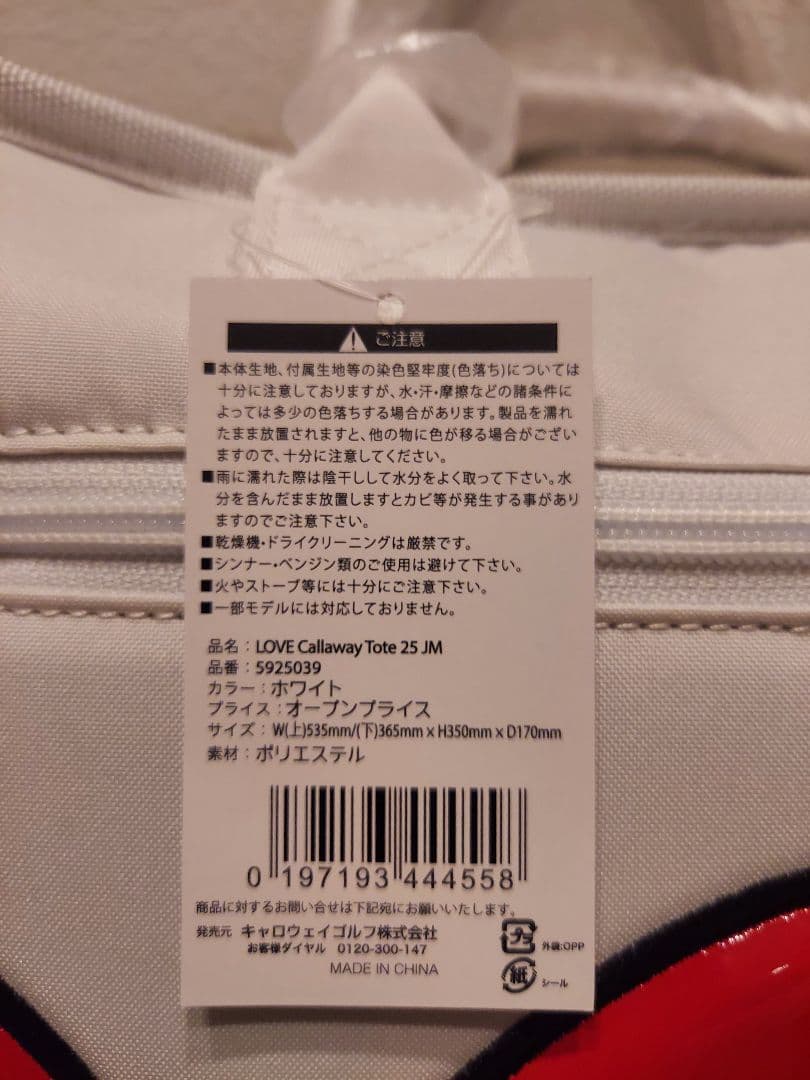 ご注意
■本体生地、付属生地等の染色堅牢度(色落ち)については
十分に注意しておりますが、水・汗・摩擦などの諸条件に
よっては多少の色落ちする場合があります。製品を濡れ
たまま放置されますと、他の物に色が移る場合がござい
ますので、十分に注意してください。
■雨に濡れた際は陰干しして水分をよく取って下さい。水
分を含んだまま放置しますとカビ等が発生する事があり
ますのでご注意下さい。
■乾燥機・ドライクリーニングは厳禁です。
■シンナー・ベンジン類のご使用は避けて下さい。
■火やストーブ等には十分にご注意下さい。
■一部モデルには対応しておりません。
品名：LOVE Callaway Tote 25 JM
品番：5925039
カラー：ホワイト
プライス：オープンプライス
サイズ：W(上)535mm/(下)365mm x H350mm x D170mm
素材：ポリエステル
0 197193 444558
商品に対するお問い合せは下記宛にお願いいたします。
発売元 キャロウェイゴルフ株式会社
お客様ダイヤル 0120-300-147
MADE IN CHINA
プラ 外袋:OPP
紙 シール